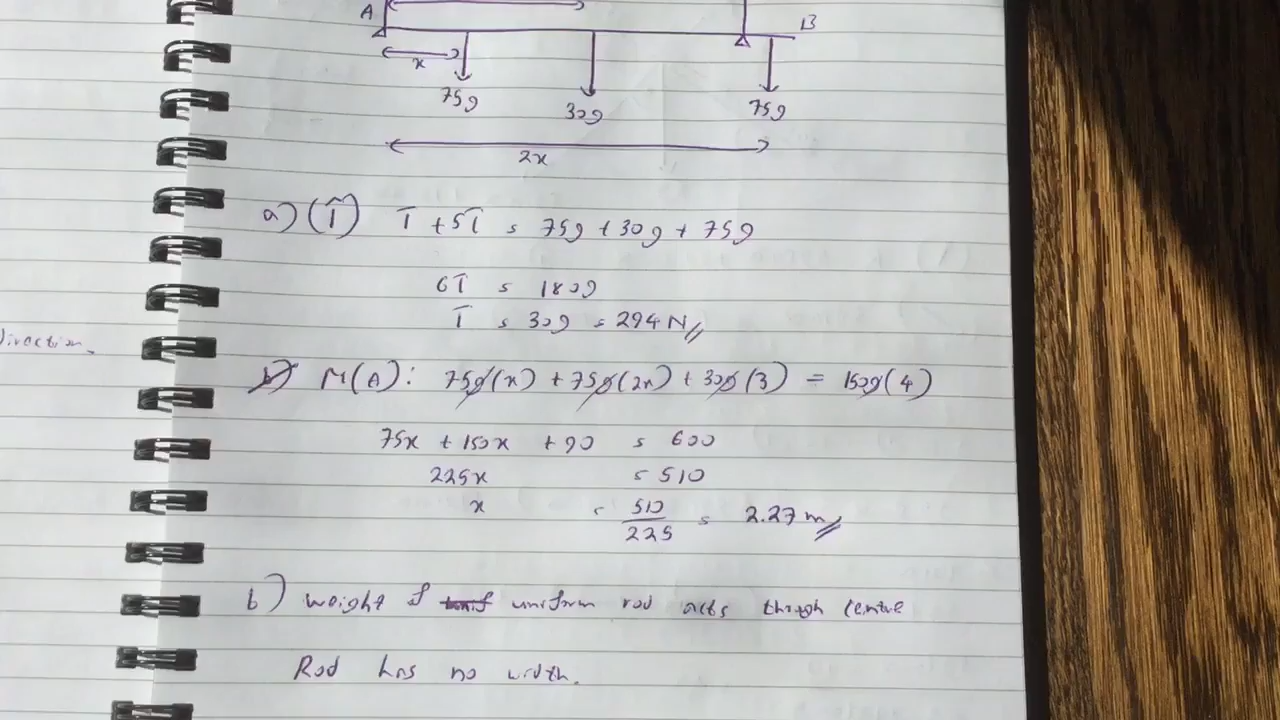 A
B
x
75g
30g
75g
2x
a) (↑) T + 5T = 75g + 30g + 75g
6T = 180g
T = 30g = 294 N
irection.
b) M(A): 75g(x) + 75g(2x) + 30g(3) = 150g(4)
75x + 150x + 90 = 600
225x = 510
x = 510/225 = 2.27 m
b) weight of unif uniform rod acts through centre
Rod has no width.